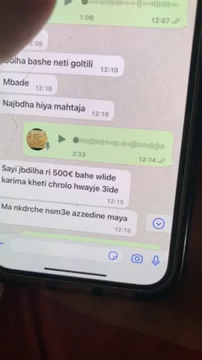 1:06
12:07
:06
bolha bashe neti goltili
12:10
Mbade
12:10
Najbdha hiya mahtaja
12:10
2:33
12:14
Sayi jbdilha ri 500€ bahe wlide
karima kheti chrolo hwayje 3ide
12:15
Ma nkdrche nsm3e azzedine maya
12:15